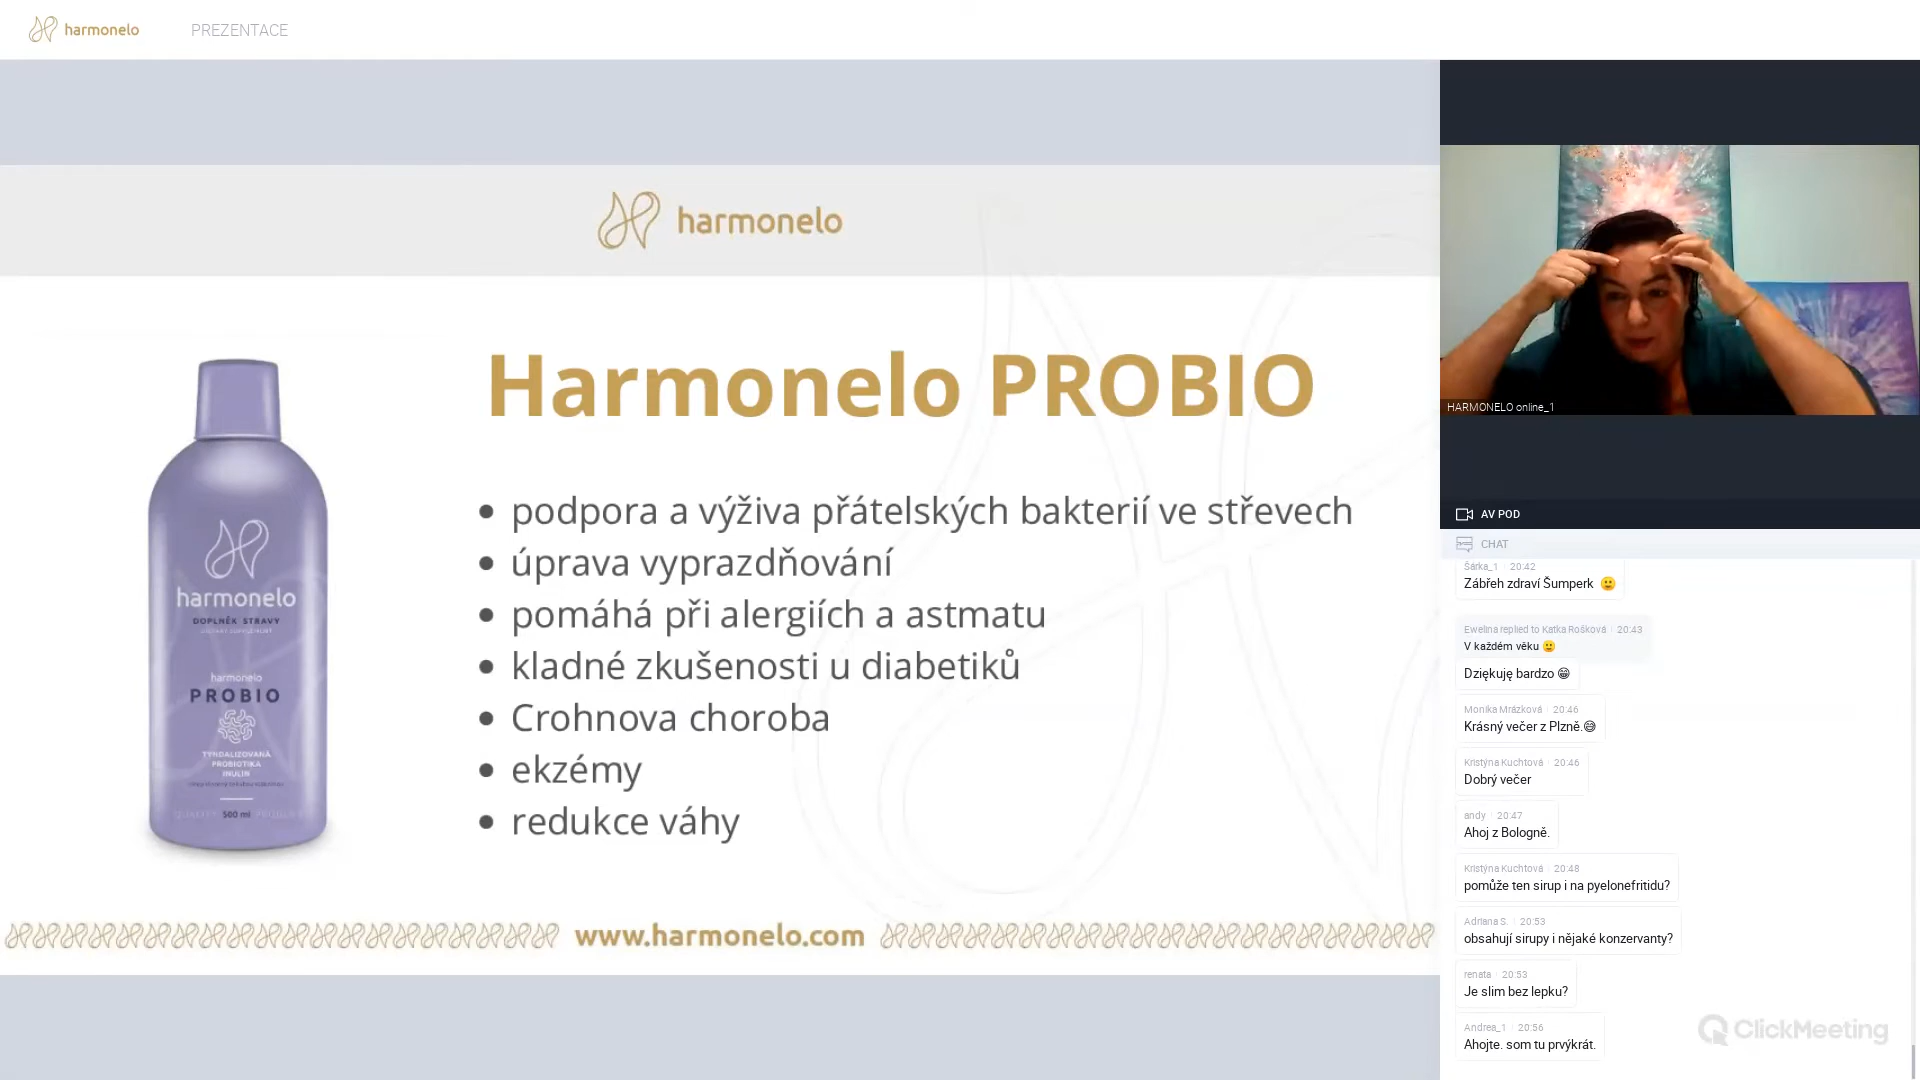 harmonelo
PREZENTACE
harmonelo
Harmonelo PROBIO
podpora a výživa přátelských bakterií ve střevech
úprava vyprazdňování
pomáhá při alergiích a astmatu
kladné zkušenosti u diabetiků
Crohnova choroba
ekzémy
redukce váhy
harmonelo
DOPLNĚK STRAVY
DIETARY SUPPLEMENT
harmonelo
PROBIO
TYNDALIZOVANÁ
PROBIOTIKA
INULIN
500 ml
www.harmonelo.com
HARMONELO online_1
AV POD
CHAT
Šárka_1 20:42
Zábřeh zdraví Šumperk
Ewelina replied to Katka Rošková 20:43
V každém věku
Dziękuję bardzo
Monika Mrázková 20:46
Krásný večer z Plzně.
Kristýna Kuchtová 20:46
Dobrý večer
andy 20:47
Ahoj z Bologně.
Kristýna Kuchtová 20:48
pomůže ten sirup i na pyelonefritidu?
Adriana S. 20:53
obsahují sirupy i nějaké konzervanty?
renata 20:53
Je slim bez lepku?
Andrea_1 20:56
Ahojte. som tu prvýkrát.
ClickMeeting